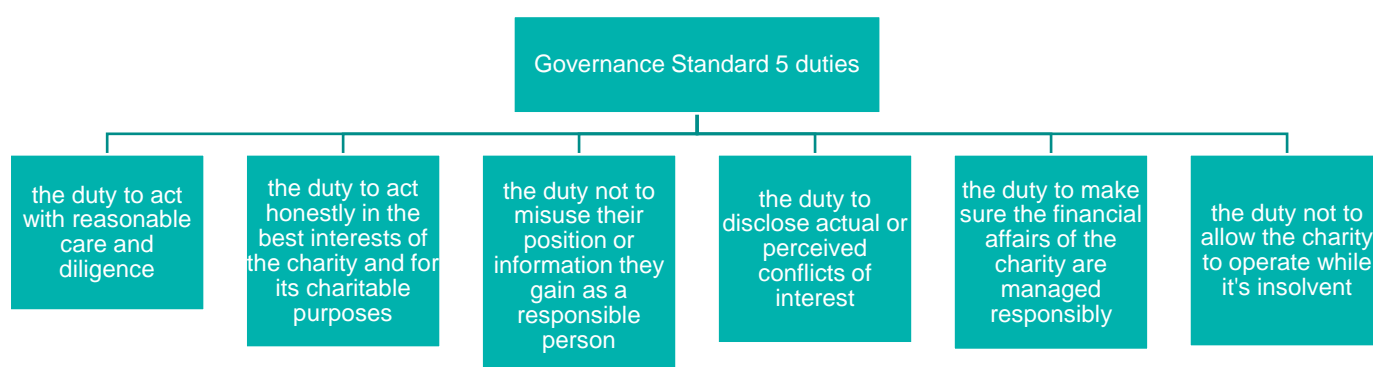 Governance Standard 5 duties
the duty to act
with reasonable
care and
diligence
the duty to act
honestly in the
best interests of
the charity and for
its charitable
purposes
the duty not to
misuse their
position or
information they
gain as a
responsible
person
the duty to
disclose actual or
perceived
conflicts of
interest
the duty to make
sure the financial
affairs of the
charity are
managed
responsibly
the duty not to
allow the charity
to operate while
it's insolvent